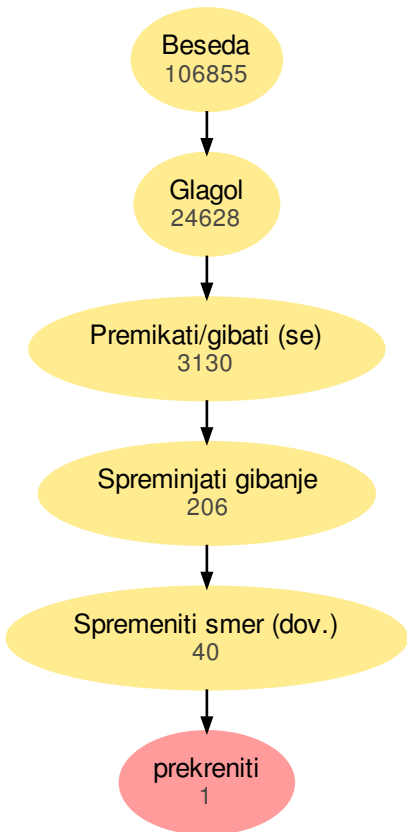 Beseda
106855
Glagol
24628
Premikati/gibati (se)
3130
Spreminjati gibanje
206
Spremeniti smer (dov.)
40
prekreniti
1